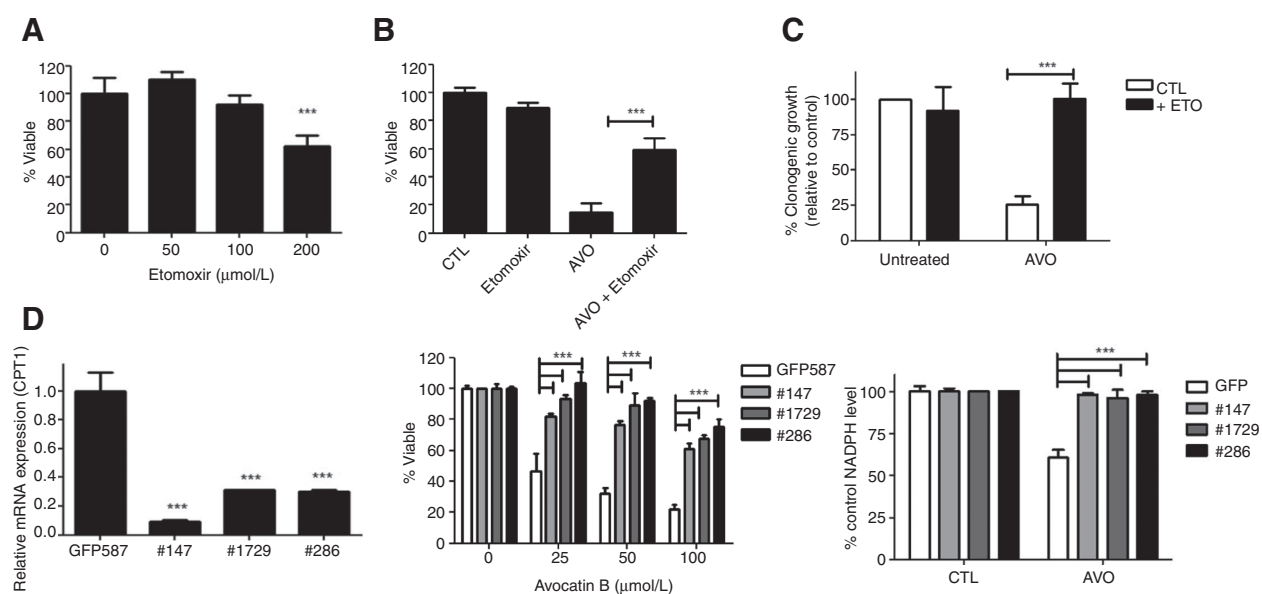 A
% Viable
120
100
80
60
40
20
0
***
0 50 100 200
Etomoxir (μmol/L)
B
% Viable
120
100
80
60
40
20
0
***
CTL
Etomoxir
AVO
AVO + Etomoxir
C
% Clonogenic growth
(relative to control)
100
75
50
25
0
***
Untreated AVO
CTL
+ ETO
D
Relative mRNA expression (CPT1)
1.0
0.8
0.6
0.4
0.2
0.0
*** *** ***
GFP587 #147 #1729 #286
% Viable
120
100
80
60
40
20
0
*** *** ***
0 25 50 100
Avocatin B (μmol/L)
GFP587
#147
#1729
#286
% control NADPH level
100
75
50
25
0
***
CTL AVO
GFP
#147
#1729
#286